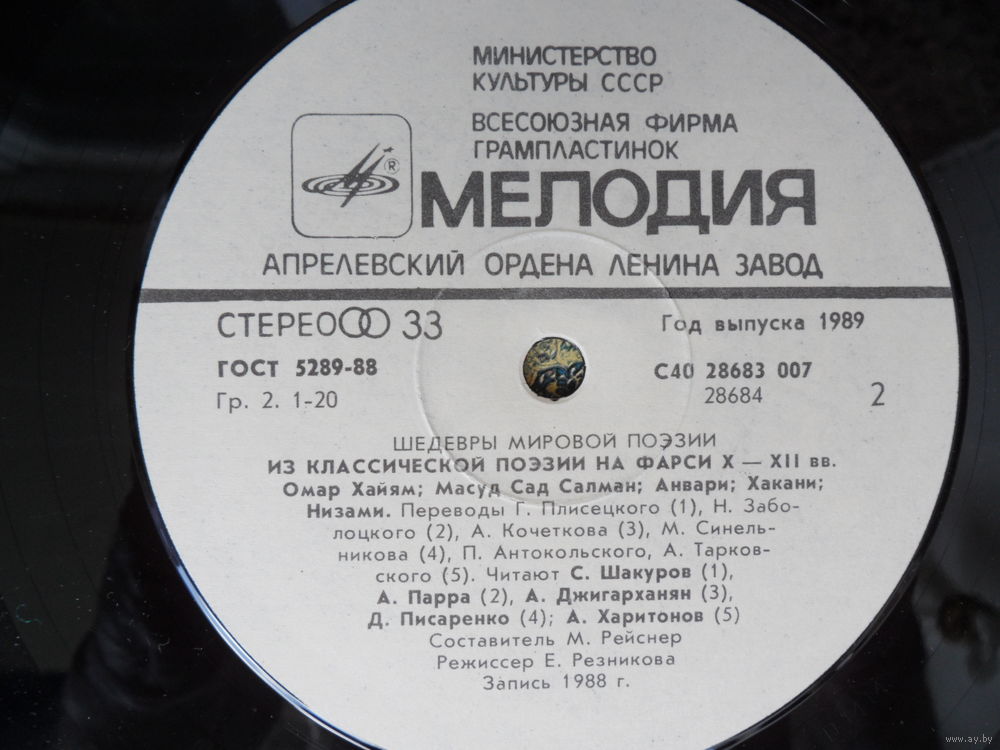 МИНИСТЕРСТВО
КУЛЬТУРЫ СССР
ВСЕСОЮЗНАЯ ФИРМА
ГРАМПЛАСТИНОК
®
МЕЛОДИЯ
АПРЕЛЕВСКИЙ ОРДЕНА ЛЕНИНА ЗАВОД
СТЕРЕО 33
Год выпуска 1989
ГОСТ 5289-88
С40 28683 007
Гр. 2. 1-20
28684
2
ШЕДЕВРЫ МИРОВОЙ ПОЭЗИИ
ИЗ КЛАССИЧЕСКОЙ ПОЭЗИИ НА ФАРСИ X — XII вв.
Омар Хайям; Масуд Сад Салман; Анвари; Хакани;
Низами. Переводы Г. Плисецкого (1), Н. Забо-
лоцкого (2), А. Кочеткова (3), М. Синель-
никова (4), П. Антокольского, А. Тарков-
ского (5). Читают С. Шакуров (1),
А. Парра (2), А. Джигарханян (3),
Д. Писаренко (4); А. Харитонов (5)
Составитель М. Рейснер
Режиссер Е. Резникова
Запись 1988 г.
www.ay.by